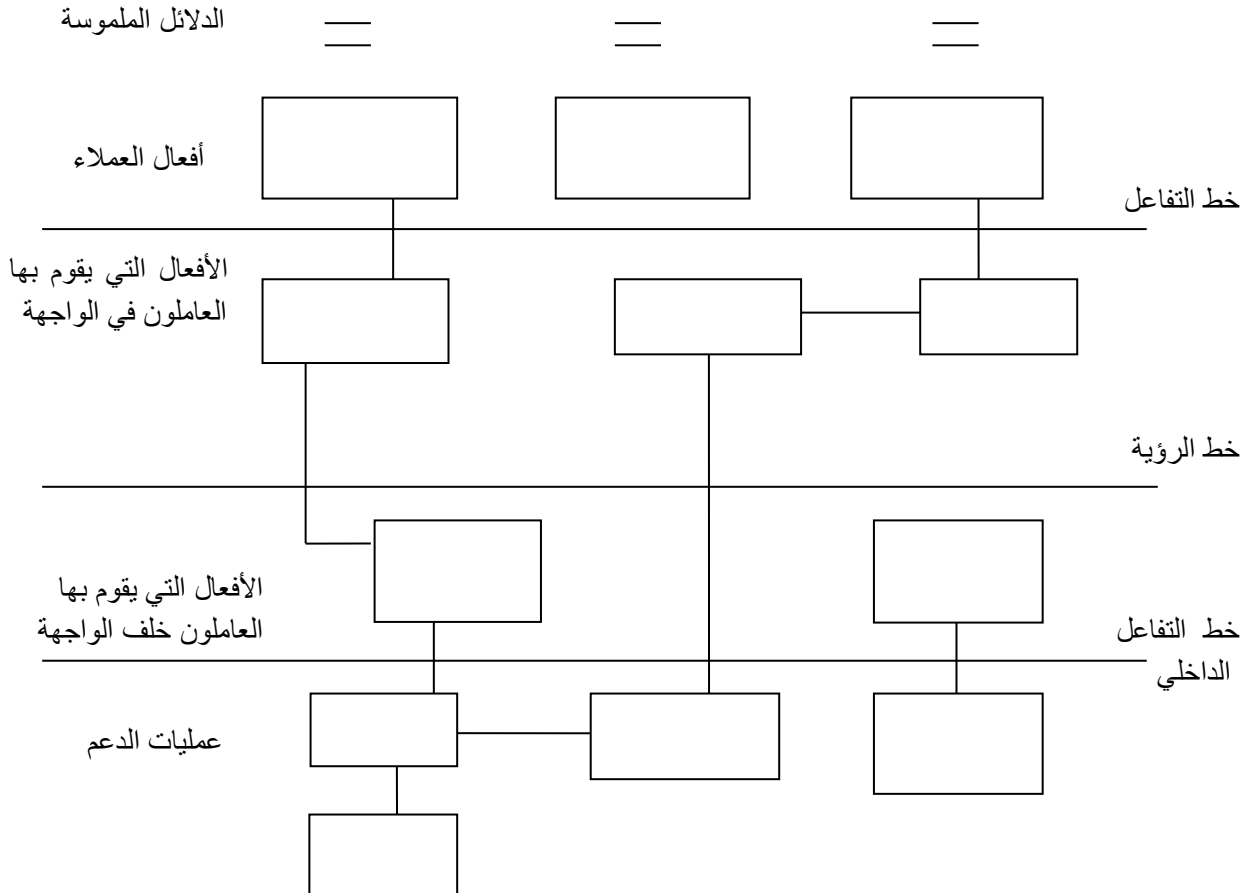 الدلائل الملموسة
أفعال العملاء
خط التفاعل
الأفعال التي يقوم بها
العاملون في الواجهة
خط الرؤية
الأفعال التي يقوم بها
العاملون خلف الواجهة
خط التفاعل
الداخلي
عمليات الدعم